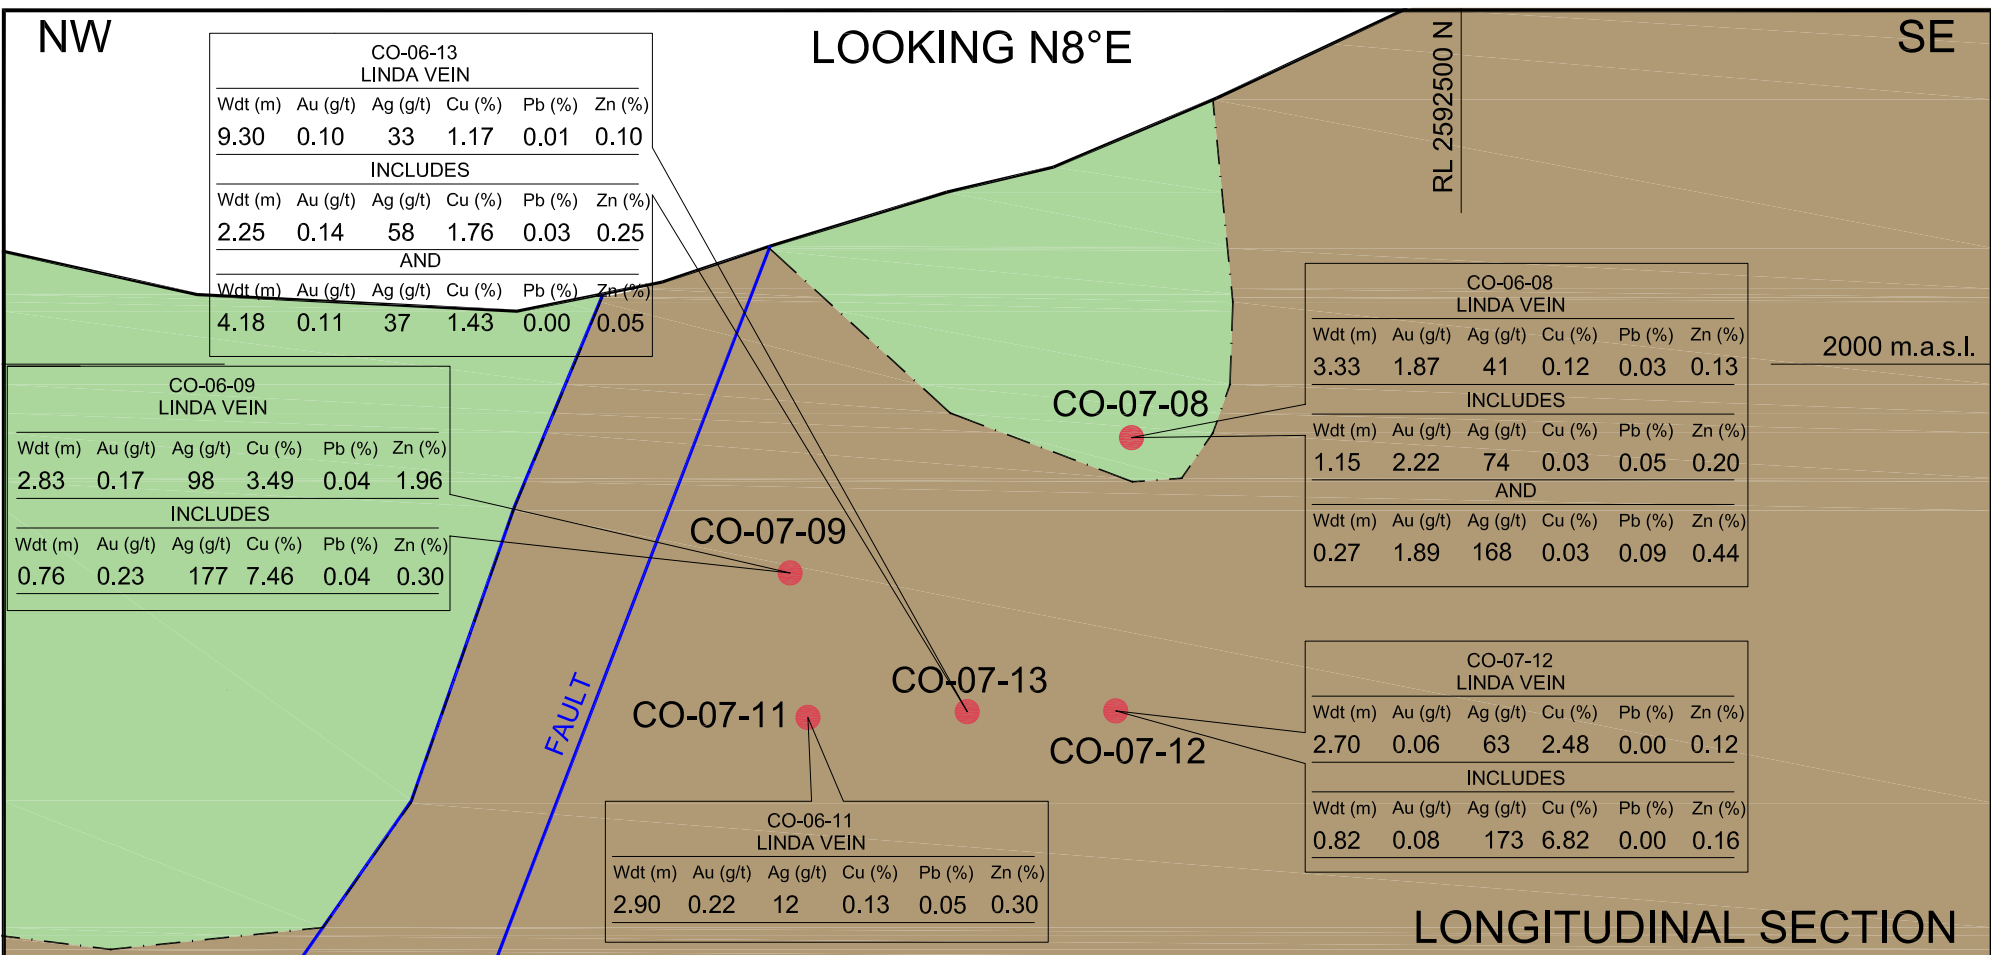 NW
LOOKING N8°E
SE
RL 2592500 N
2000 m.a.s.l.
CO-06-13
LINDA VEIN
Wdt (m) Au (g/t) Ag (g/t) Cu (%) Pb (%) Zn (%)
9.30 0.10 33 1.17 0.01 0.10
INCLUDES
Wdt (m) Au (g/t) Ag (g/t) Cu (%) Pb (%) Zn (%)
2.25 0.14 58 1.76 0.03 0.25
AND
Wdt (m) Au (g/t) Ag (g/t) Cu (%) Pb (%) Zn (%)
4.18 0.11 37 1.43 0.00 0.05
CO-06-09
LINDA VEIN
Wdt (m) Au (g/t) Ag (g/t) Cu (%) Pb (%) Zn (%)
2.83 0.17 98 3.49 0.04 1.96
INCLUDES
Wdt (m) Au (g/t) Ag (g/t) Cu (%) Pb (%) Zn (%)
0.76 0.23 177 7.46 0.04 0.30
CO-06-08
LINDA VEIN
Wdt (m) Au (g/t) Ag (g/t) Cu (%) Pb (%) Zn (%)
3.33 1.87 41 0.12 0.03 0.13
INCLUDES
Wdt (m) Au (g/t) Ag (g/t) Cu (%) Pb (%) Zn (%)
1.15 2.22 74 0.03 0.05 0.20
AND
Wdt (m) Au (g/t) Ag (g/t) Cu (%) Pb (%) Zn (%)
0.27 1.89 168 0.03 0.09 0.44
CO-07-08
CO-07-09
CO-07-13
CO-07-11
CO-07-12
FAULT
CO-07-12
LINDA VEIN
Wdt (m) Au (g/t) Ag (g/t) Cu (%) Pb (%) Zn (%)
2.70 0.06 63 2.48 0.00 0.12
INCLUDES
Wdt (m) Au (g/t) Ag (g/t) Cu (%) Pb (%) Zn (%)
0.82 0.08 173 6.82 0.00 0.16
CO-06-11
LINDA VEIN
Wdt (m) Au (g/t) Ag (g/t) Cu (%) Pb (%) Zn (%)
2.90 0.22 12 0.13 0.05 0.30
LONGITUDINAL SECTION